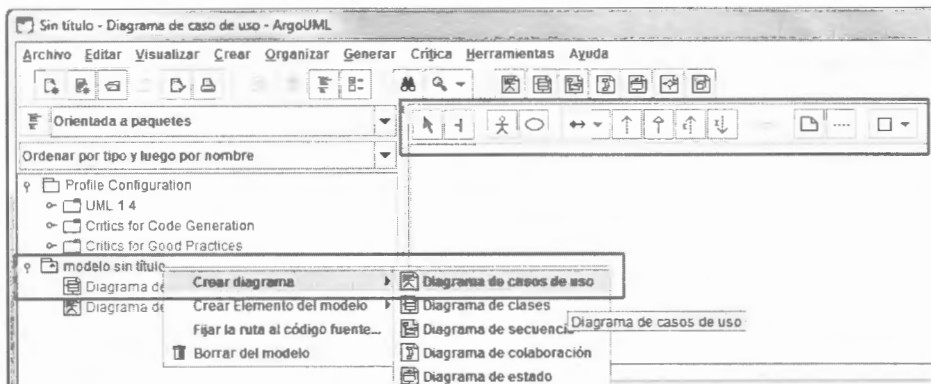 Sin título - Diagrama de caso de uso - ArgoUML
Archivo Editar Visualizar Crear Organizar Generar Crítica Herramientas Ayuda
Orientada a paquetes
Ordenar por tipo y luego por nombre
Profile Configuration
UML 1.4
Critics for Code Generation
Critics for Good Practices
modelo sin título
Diagrama de
Diagrama de
Crear diagrama
Crear Elemento del modelo
Fijar la ruta al código fuente...
Borrar del modelo
Diagrama de casos de uso
Diagrama de clases
Diagrama de secuenci
Diagrama de casos de uso
Diagrama de colaboración
Diagrama de estado